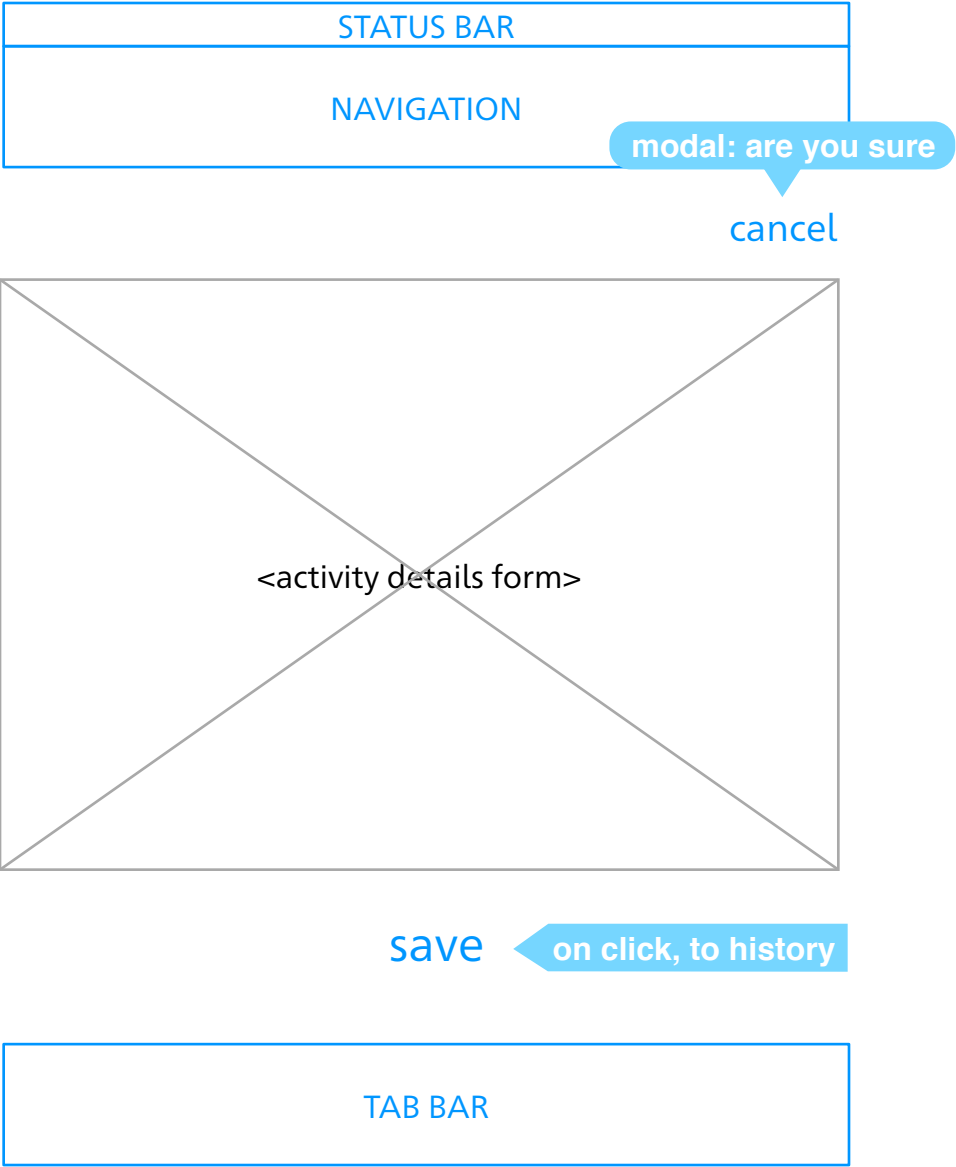 STATUS BAR
NAVIGATION
modal: are you sure
cancel
<activity details form>
save
on click, to history
TAB BAR